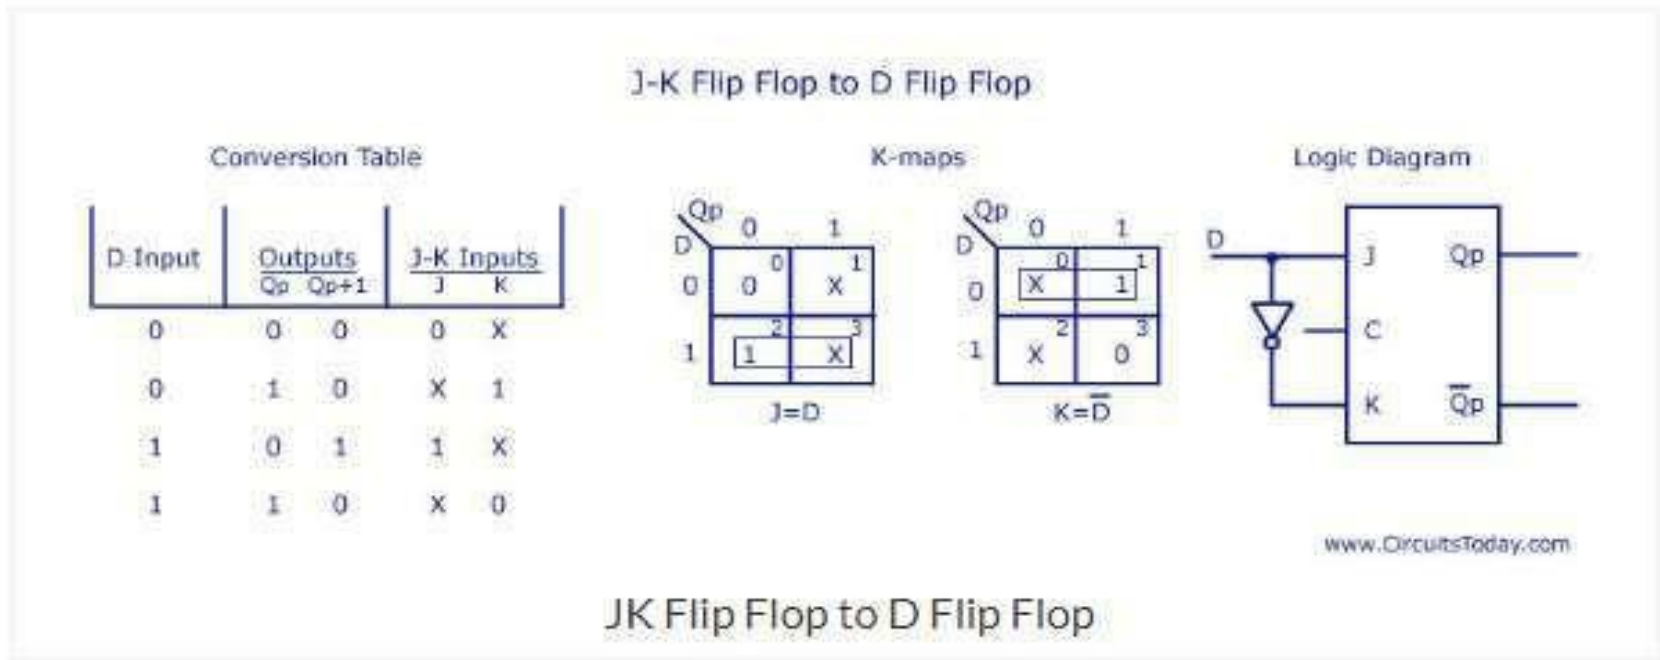 J-K Flip Flop to D Flip Flop
Conversion Table
D Input Outputs J-K Inputs
Qp Qp+1 J K
0 0 0 0 X
0 1 0 X 1
1 0 1 1 X
1 1 0 X 0
K-maps
Qp
D 0 1
0 0 0 X 1
1 1 2 X 3
J=D
Qp
D 0 1
0 X 0 1 1
1 X 2 0 3
K=D̅
Logic Diagram
D J Qp
C
K Q̅p
www.CircuitsToday.com
JK Flip Flop to D Flip Flop